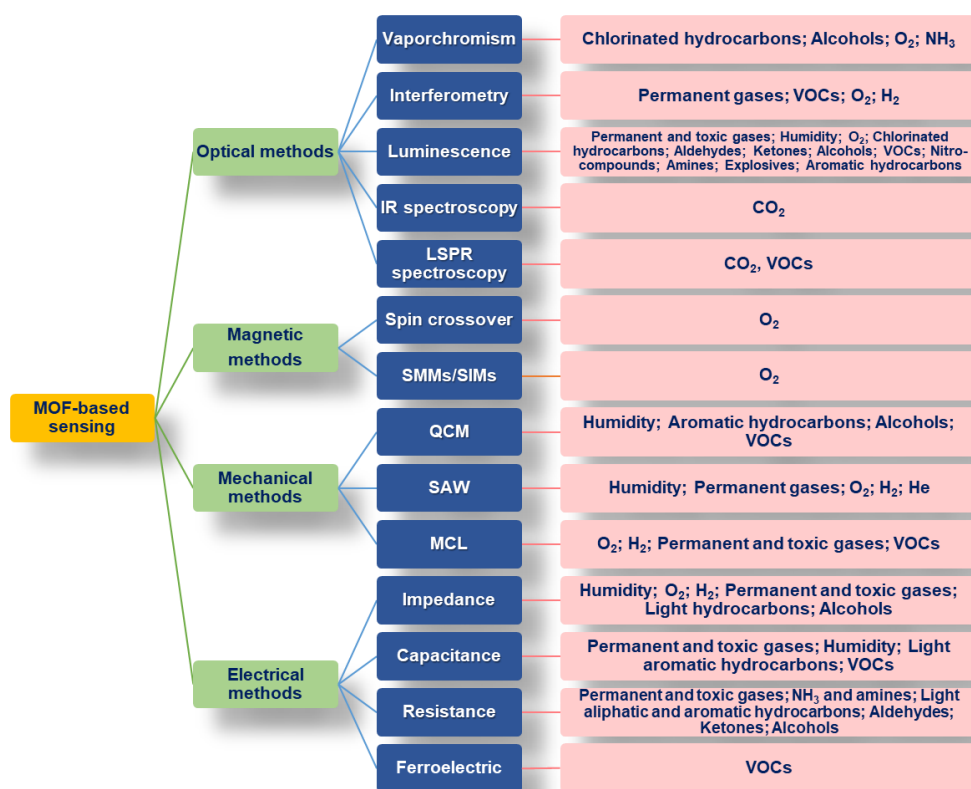 Vaporchromism
Chlorinated hydrocarbons; Alcohols; O₂; NH₃
Interferometry
Permanent gases; VOCs; O₂; H₂
Optical methods
Luminescence
Permanent and toxic gases; Humidity; O₂; Chlorinated
hydrocarbons; Aldehydes; Ketones; Alcohols; VOCs; Nitro-
compounds; Amines; Explosives; Aromatic hydrocarbons
IR spectroscopy
CO₂
LSPR
spectroscopy
CO₂, VOCs
Magnetic
methods
Spin crossover
O₂
SMMs/SIMs
O₂
MOF-based
sensing
QCM
Humidity; Aromatic hydrocarbons; Alcohols;
VOCs
Mechanical
methods
SAW
Humidity; Permanent gases; O₂; H₂; He
MCL
O₂; H₂; Permanent and toxic gases; VOCs
Impedance
Humidity; O₂; H₂; Permanent and toxic gases;
Light hydrocarbons; Alcohols
Electrical
methods
Capacitance
Permanent and toxic gases; Humidity; Light
aromatic hydrocarbons; VOCs
Resistance
Permanent and toxic gases; NH₃ and amines; Light
aliphatic and aromatic hydrocarbons; Aldehydes;
Ketones; Alcohols
Ferroelectric
VOCs